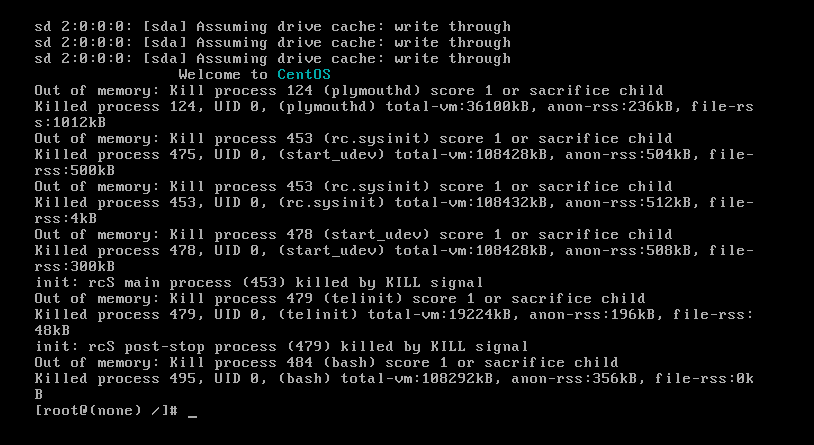 sd 2:0:0:0: [sda] Assuming drive cache: write through
sd 2:0:0:0: [sda] Assuming drive cache: write through
sd 2:0:0:0: [sda] Assuming drive cache: write through
Welcome to CentOS
Out of memory: Kill process 124 (plymouthd) score 1 or sacrifice child
Killed process 124, UID 0, (plymouthd) total-vm:36100kB, anon-rss:236kB, file-rs
s:1012kB
Out of memory: Kill process 453 (rc.sysinit) score 1 or sacrifice child
Killed process 475, UID 0, (start_udev) total-vm:108428kB, anon-rss:504kB, file-
rss:500kB
Out of memory: Kill process 453 (rc.sysinit) score 1 or sacrifice child
Killed process 453, UID 0, (rc.sysinit) total-vm:108432kB, anon-rss:512kB, file-
rss:4kB
Out of memory: Kill process 478 (start_udev) score 1 or sacrifice child
Killed process 478, UID 0, (start_udev) total-vm:108428kB, anon-rss:508kB, file-
rss:300kB
init: rcS main process (453) killed by KILL signal
Out of memory: Kill process 479 (telinit) score 1 or sacrifice child
Killed process 479, UID 0, (telinit) total-vm:19224kB, anon-rss:196kB, file-rss:
48kB
init: rcS post-stop process (479) killed by KILL signal
Out of memory: Kill process 484 (bash) score 1 or sacrifice child
Killed process 495, UID 0, (bash) total-vm:108292kB, anon-rss:356kB, file-rss:0k
B
[root@(none) /]# _